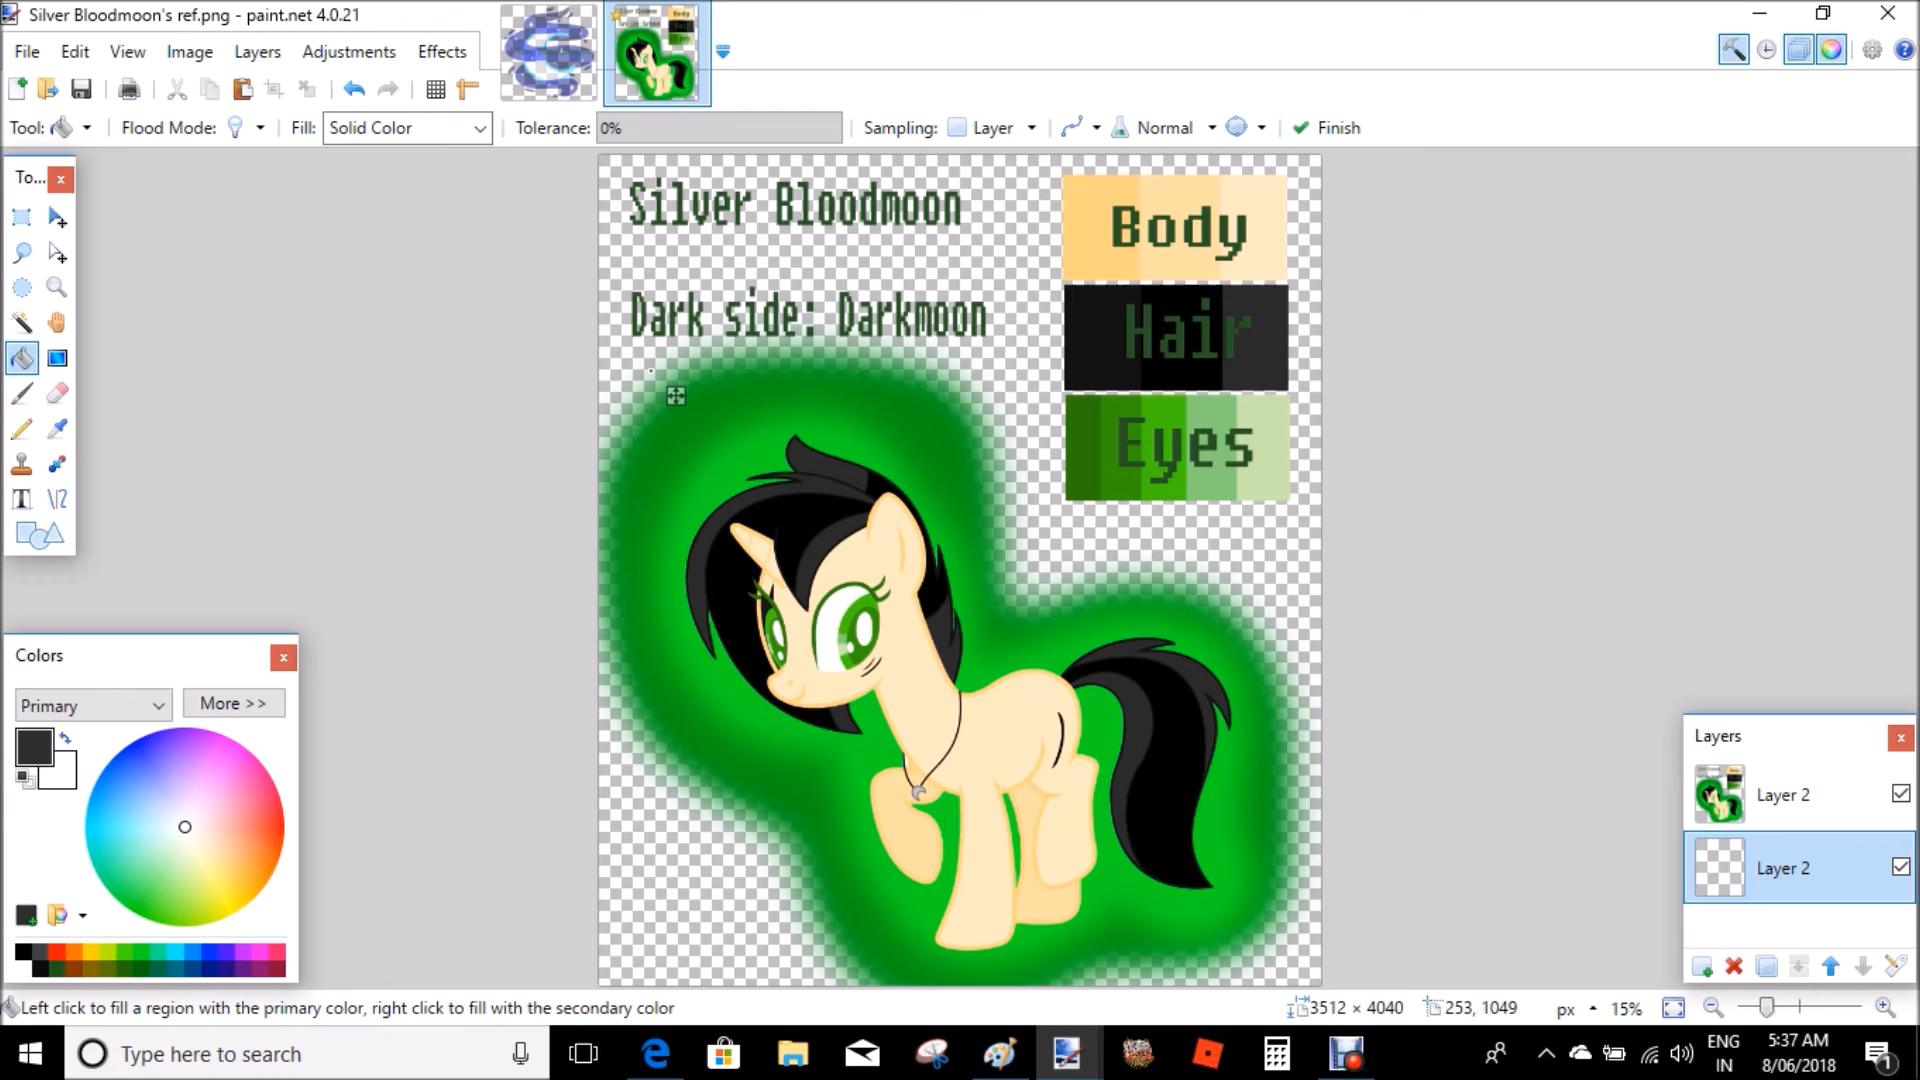 Silver Bloodmoon's ref.png - paint.net 4.0.21
File Edit View Image Layers Adjustments Effects
Tool: Flood Mode: Fill: Solid Color Tolerance: 0% Sampling: Layer Normal Finish
To...
Silver Bloodmoon
Dark side: Darkmoon
Body
Hair
Eyes
Colors
Primary More >>
Layers
Layer 2
Layer 2
Left click to fill a region with the primary color, right click to fill with the secondary color
3512 × 4040 253, 1049 px 15%
Type here to search
ENG
IN
5:37 AM
8/06/2018
1